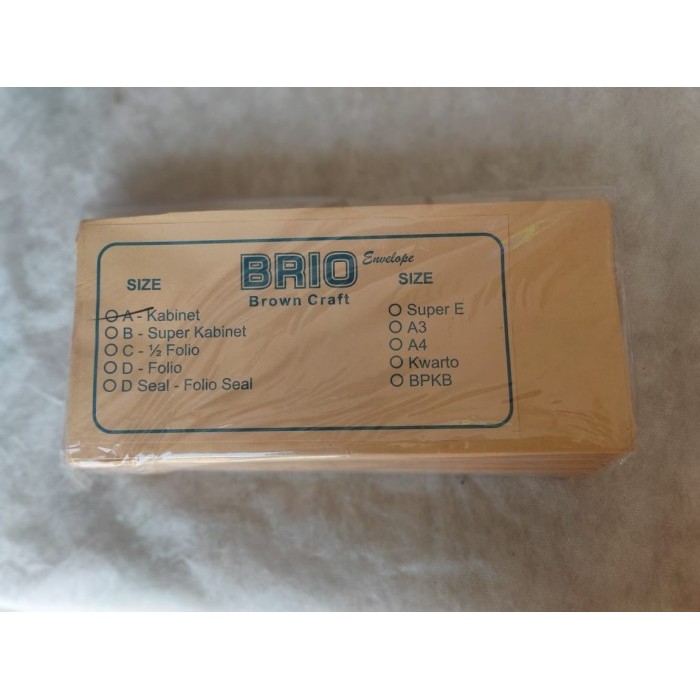 BRIO Envelope
Brown Craft
SIZE
A - Kabinet
B - Super Kabinet
C - ½ Folio
D - Folio
D Seal - Folio Seal
SIZE
Super E
A3
A4
Kwarto
BPKB